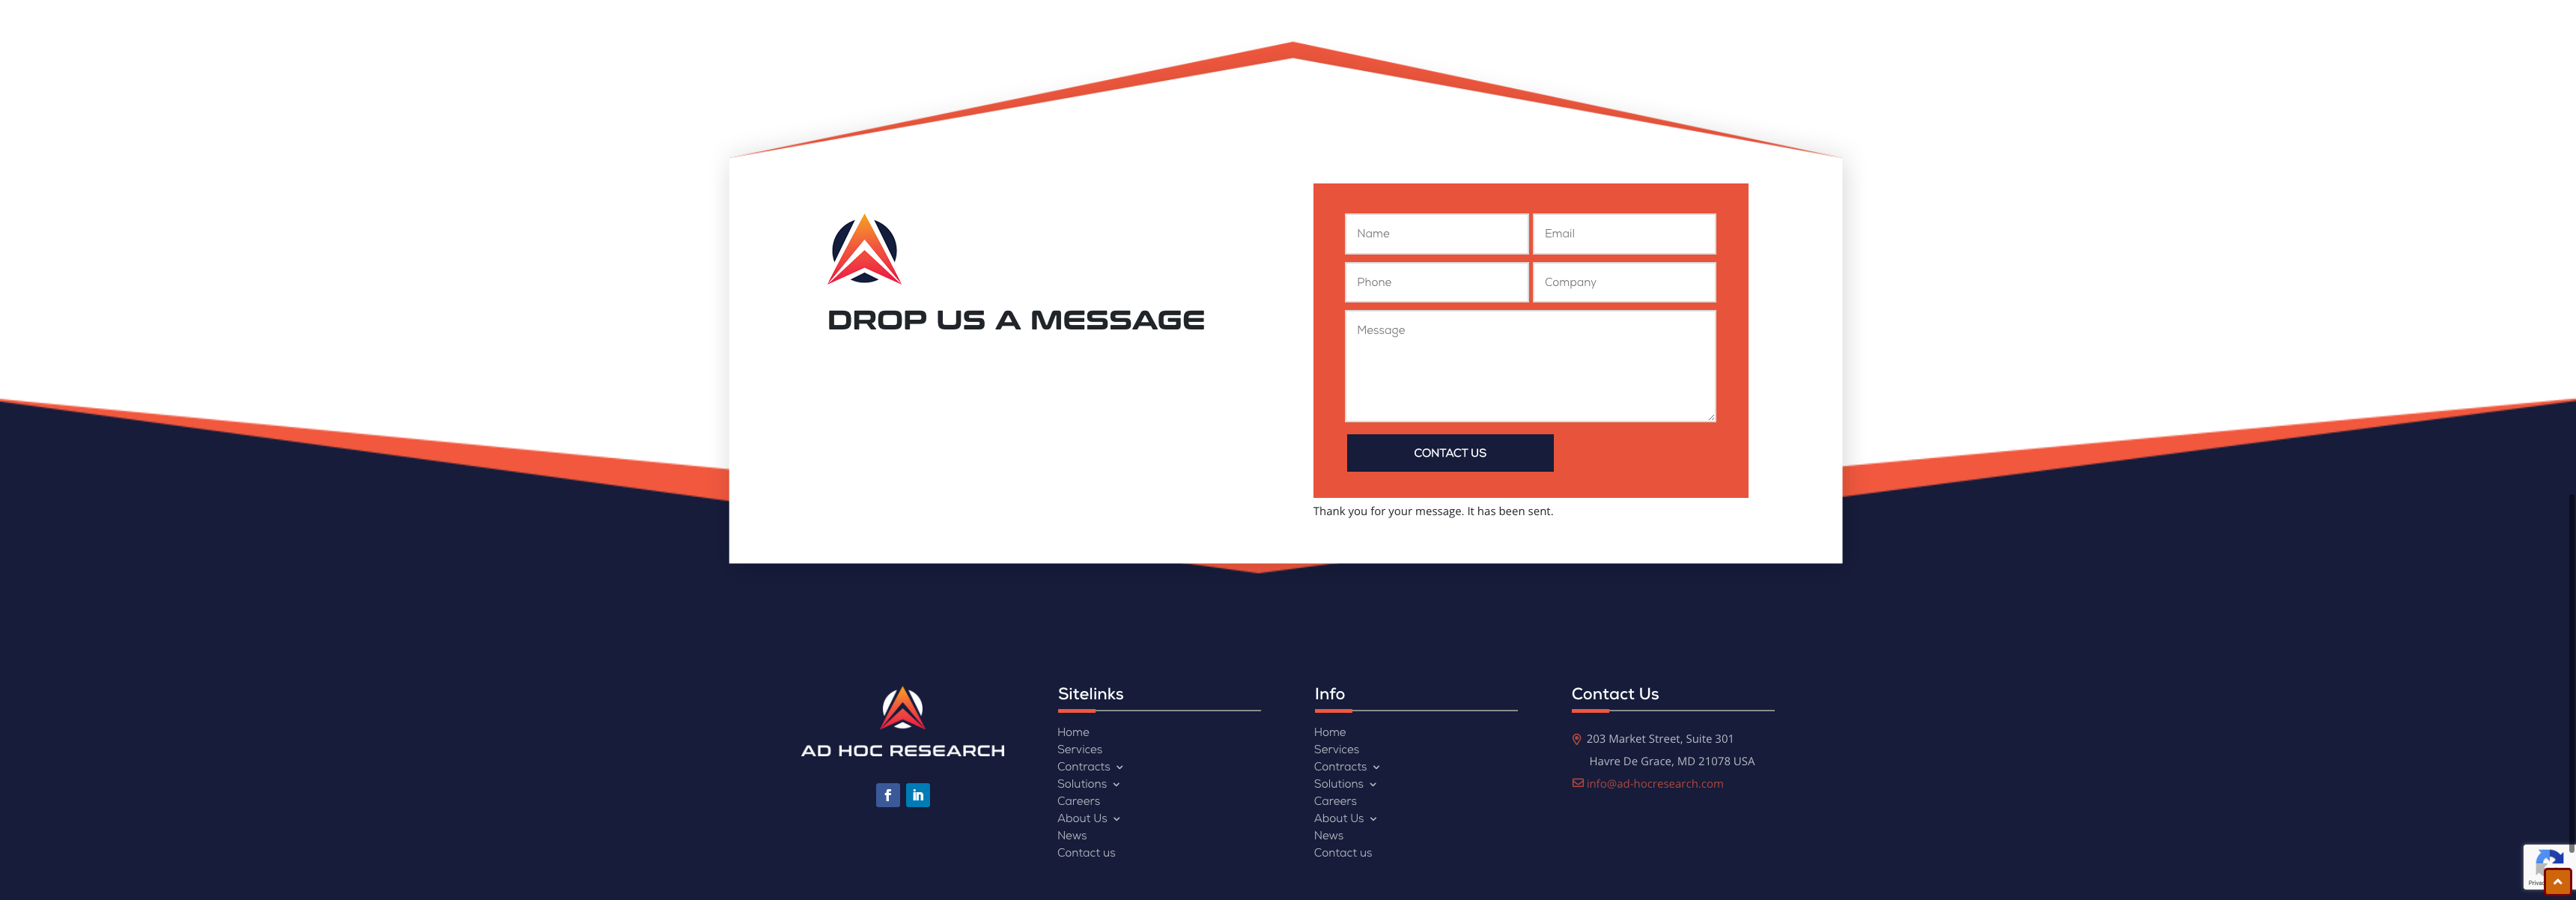 DROP US A MESSAGE
Name
Email
Phone
Company
Message
CONTACT US
Thank you for your message. It has been sent.
AD HOC RESEARCH
f
in
Sitelinks
Home
Services
Contracts
Solutions
Careers
About Us
News
Contact us
Info
Home
Services
Contracts
Solutions
Careers
About Us
News
Contact us
Contact Us
203 Market Street, Suite 301
Havre De Grace, MD 21078 USA
info@ad-hocresearch.com